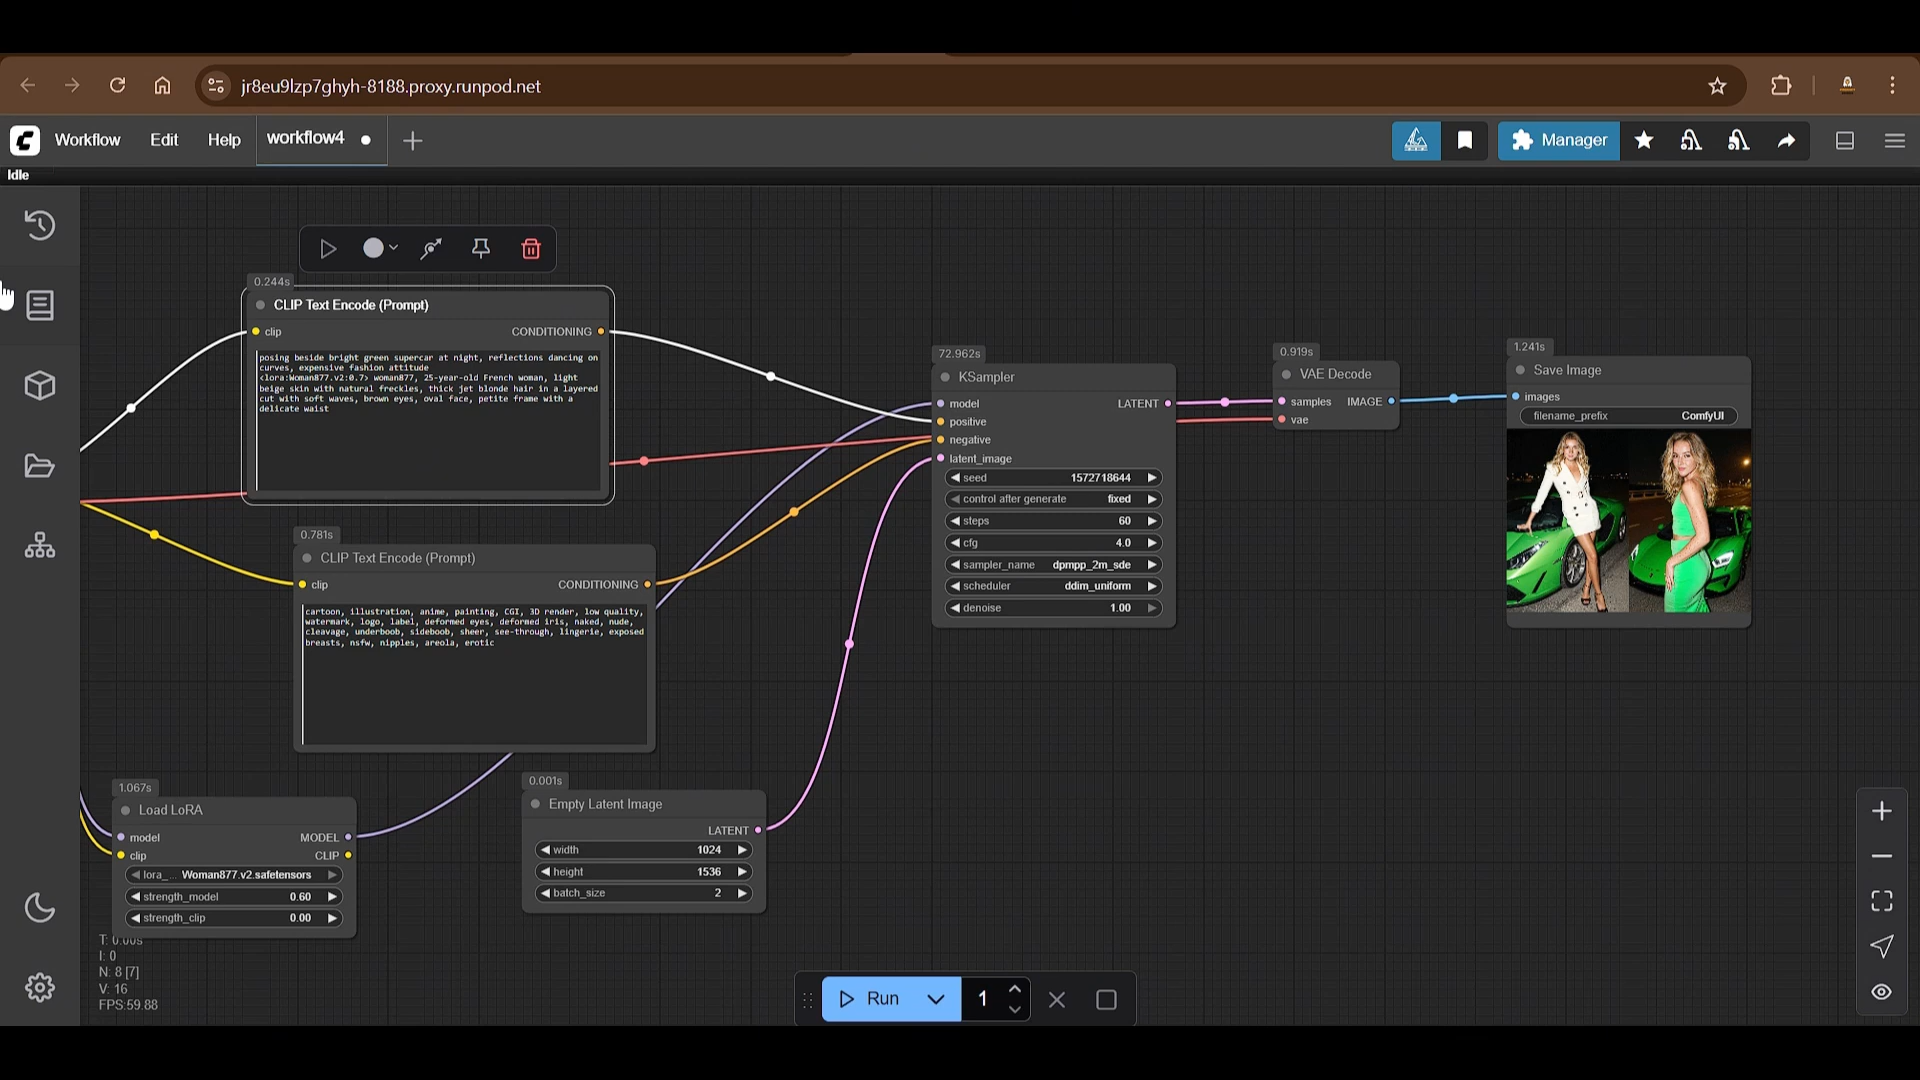 jr8eu9lzp7ghyh-8188.proxy.runpod.net
Workflow Edit Help workflow4
Manager
Idle
0.244s
CLIP Text Encode (Prompt)
clip CONDITIONING
posing beside bright green supercar at night, reflections dancing on
curves, expensive fashion attitude
<lora:Woman877.v2:0.7> woman877, 25-year-old French woman, light
beige skin with natural freckles, thick jet blonde hair in a layered
cut with soft waves, brown eyes, oval face, petite frame with a
delicate waist
0.781s
CLIP Text Encode (Prompt)
clip CONDITIONING
cartoon, illustration, anime, painting, CGI, 3D render, low quality,
watermark, logo, label, deformed eyes, deformed iris, naked, nude,
cleavage, underboob, sideboob, sheer, see-through, lingerie, exposed
breasts, nsfw, nipples, areola, erotic
1.067s
Load LoRA
model MODEL
clip CLIP
lora_... Woman877.v2.safetensors
strength_model 0.60
strength_clip 0.00
0.001s
Empty Latent Image
LATENT
width 1024
height 1536
batch_size 2
72.962s
KSampler
model LATENT
positive
negative
latent_image
seed 1572718644
control after generate fixed
steps 60
cfg 4.0
sampler_name dpmpp_2m_sde
scheduler ddim_uniform
denoise 1.00
0.919s
VAE Decode
samples IMAGE
vae
1.241s
Save Image
images
filename_prefix ComfyUI
T: 0.00s
I: 0
N: 8 [7]
V: 16
FPS:59.88
Run 1